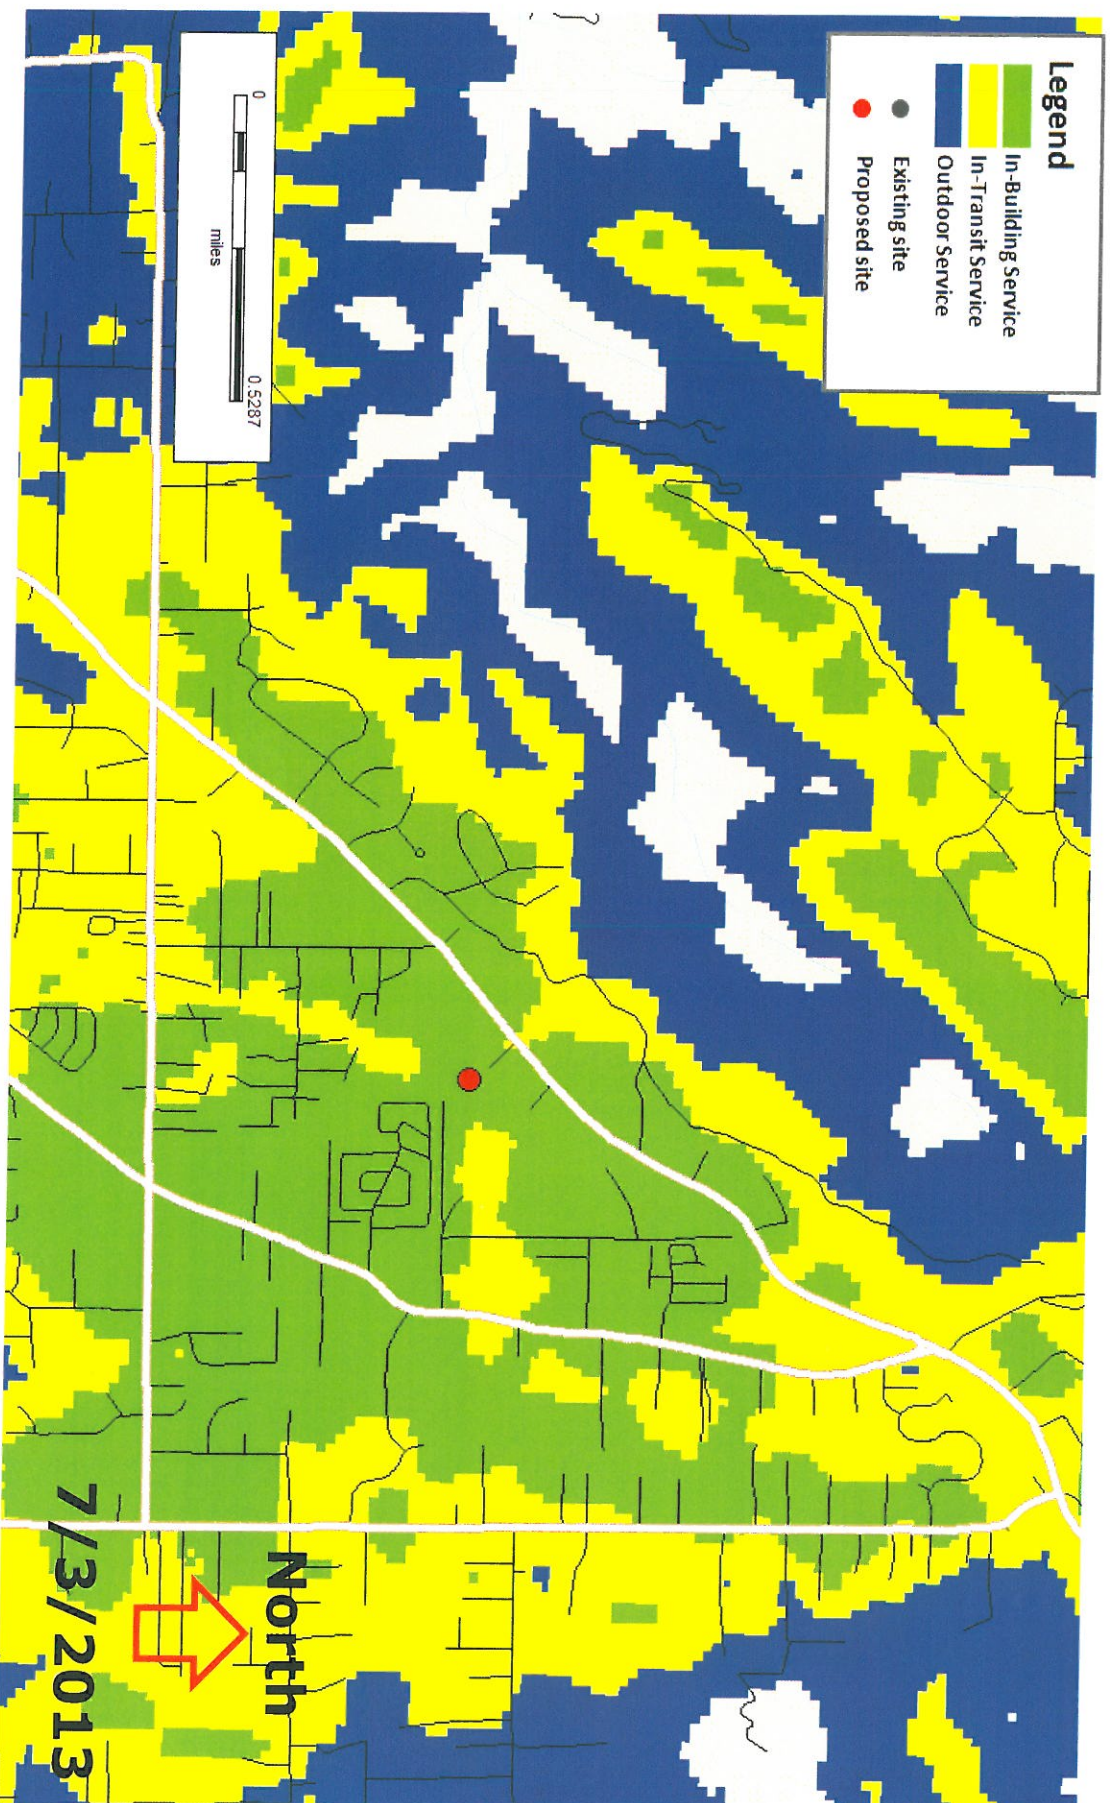 Legend
In-Building Service
In-Transit Service
Outdoor Service
Existing site
Proposed site
0
0.5287
miles
North
7/3/2013